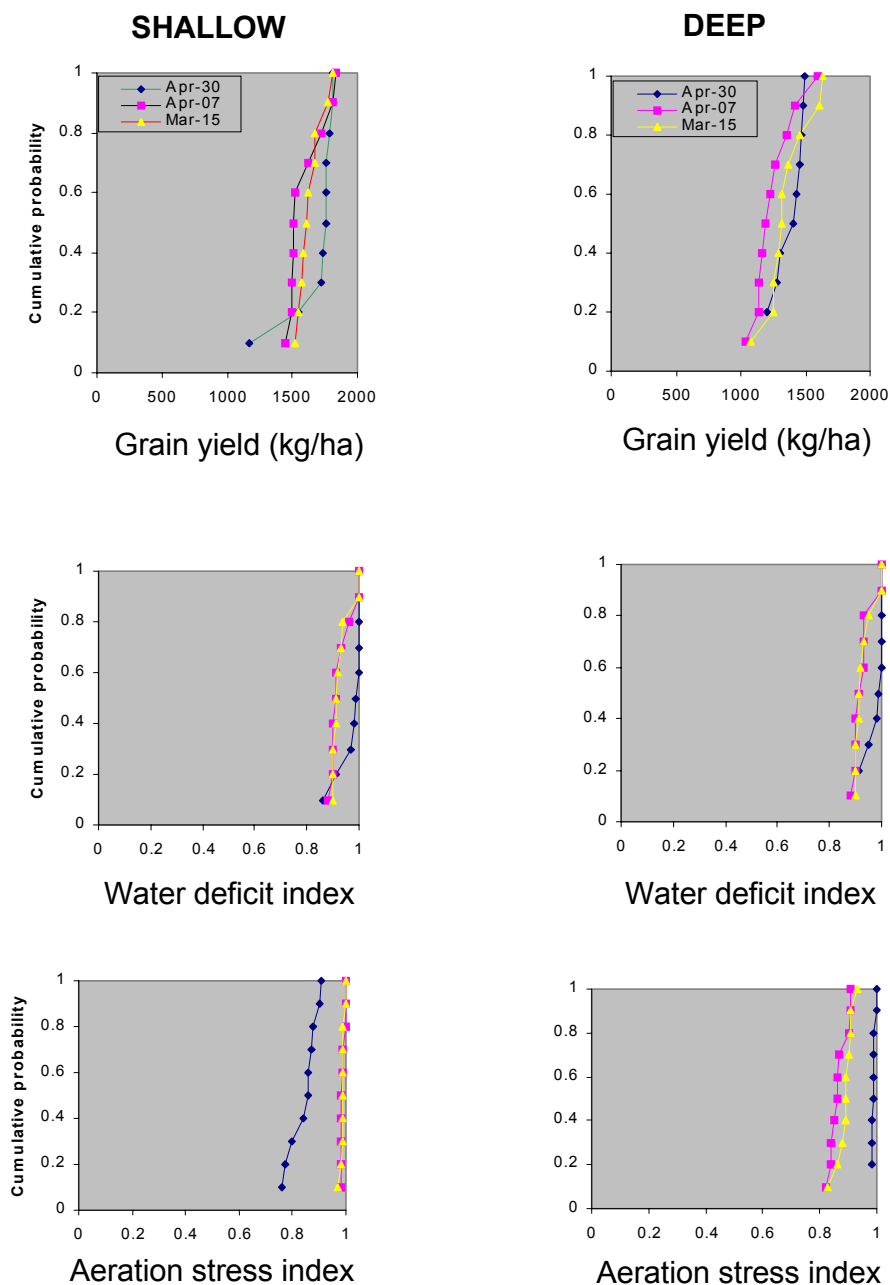 SHALLOW
DEEP
Cumulative probability
1
0.8
0.6
0.4
0.2
0
Apr-30
Apr-07
Mar-15
0 500 1000 1500 2000
Grain yield (kg/ha)
1
0.8
0.6
0.4
0.2
0
Apr-30
Apr-07
Mar-15
0 500 1000 1500 2000
Grain yield (kg/ha)
Cumulative probability
1
0.8
0.6
0.4
0.2
0
0 0.2 0.4 0.6 0.8 1
Water deficit index
1
0.8
0.6
0.4
0.2
0
0 0.2 0.4 0.6 0.8 1
Water deficit index
Cumulative probability
1
0.8
0.6
0.4
0.2
0
0 0.2 0.4 0.6 0.8 1
Aeration stress index
1
0.8
0.6
0.4
0.2
0
0 0.2 0.4 0.6 0.8 1
Aeration stress index